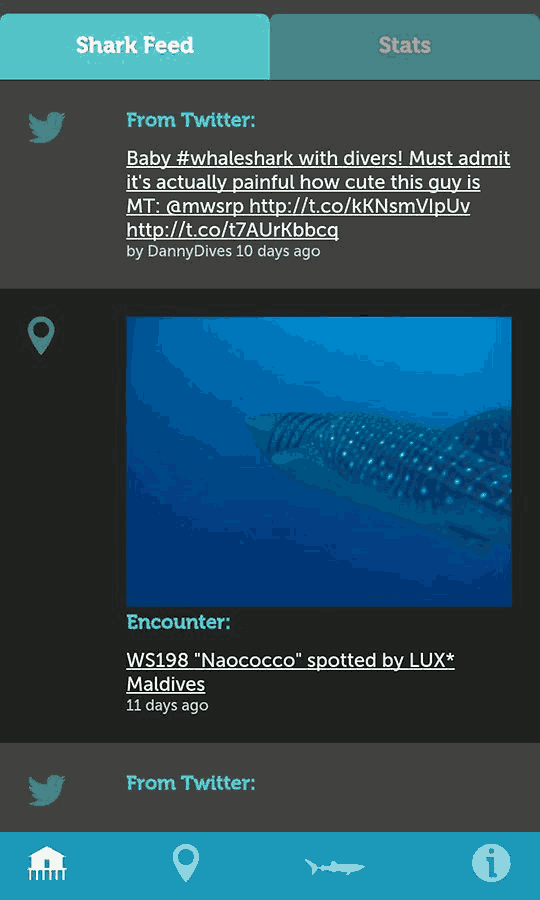 Shark Feed
Stats
From Twitter:
Baby #whaleshark with divers! Must admit
it's actually painful how cute this guy is
MT: @mwsrp http://t.co/kKNsmVIpUv
http://t.co/t7AUrKbbcq
by DannyDives 10 days ago
Encounter:
WS198 "Naococco" spotted by LUX*
Maldives
11 days ago
From Twitter: